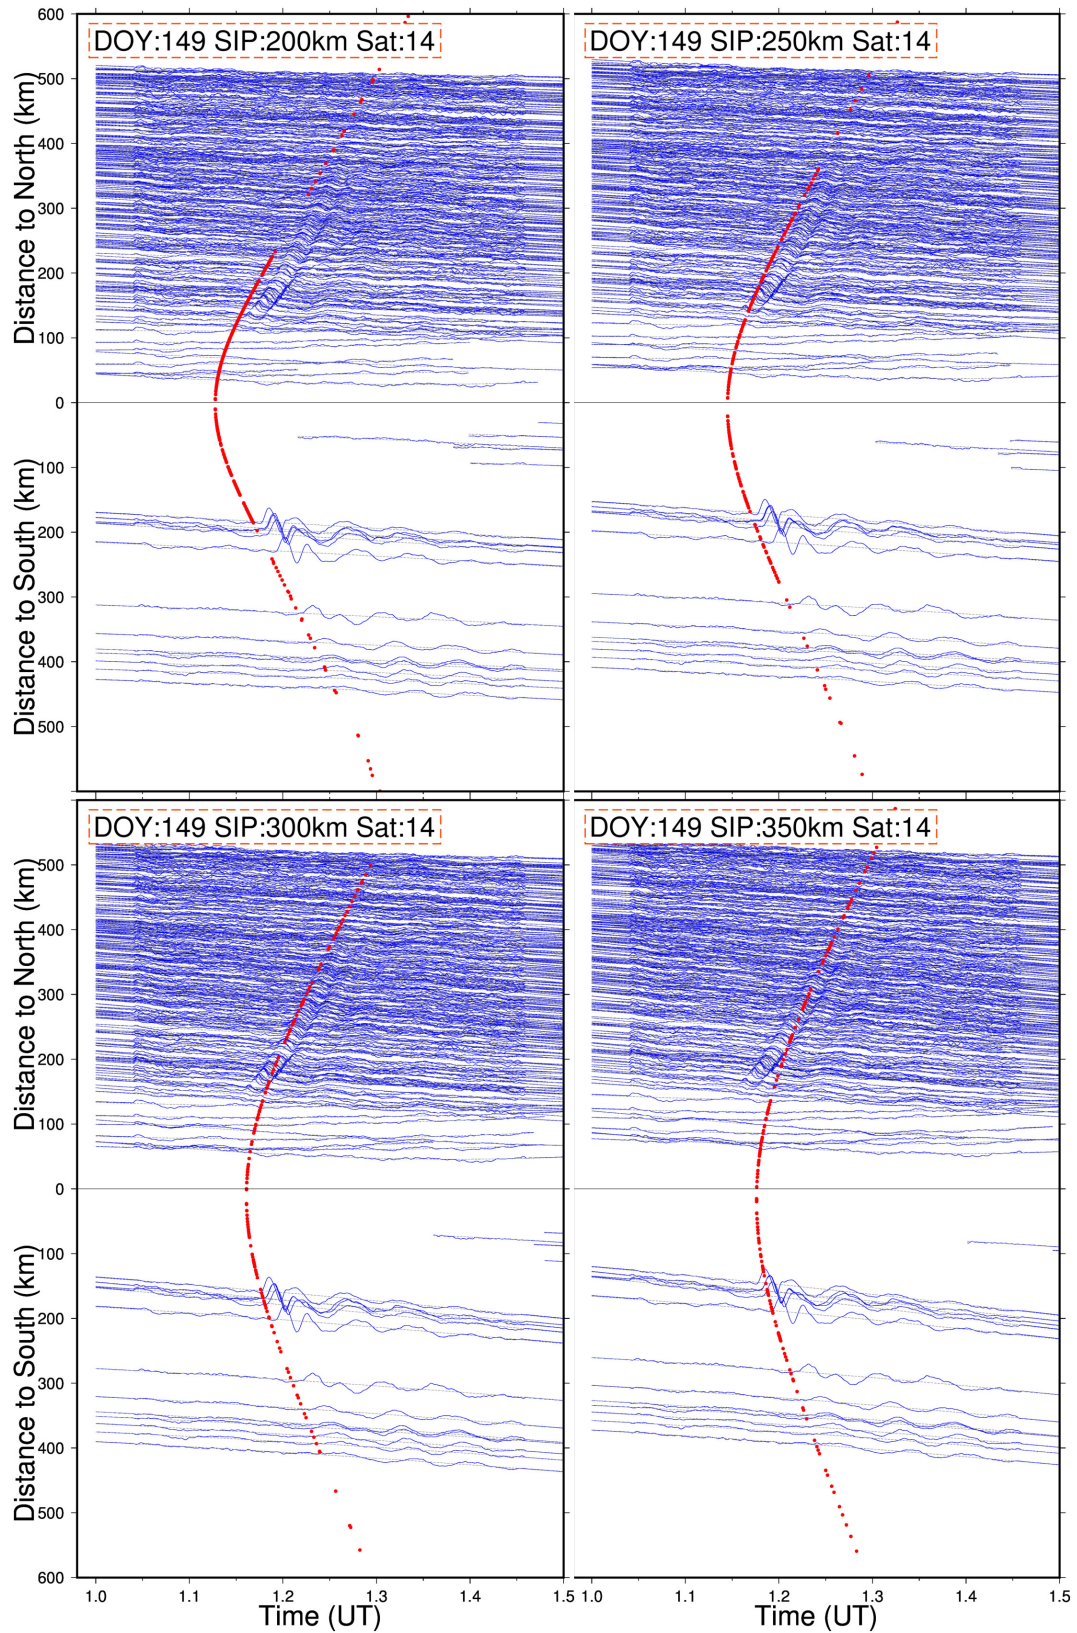 600
DOY:149 SIP:200km Sat:14
DOY:149 SIP:250km Sat:14
500
400
300
200
100
0
100
200
300
400
500
Distance to North (km)
Distance to South (km)
DOY:149 SIP:300km Sat:14
DOY:149 SIP:350km Sat:14
500
400
300
200
100
0
100
200
300
400
500
600
Distance to North (km)
Distance to South (km)
1.0 1.1 1.2 1.3 1.4 1.5
1.0 1.1 1.2 1.3 1.4 1.5
Time (UT)
Time (UT)